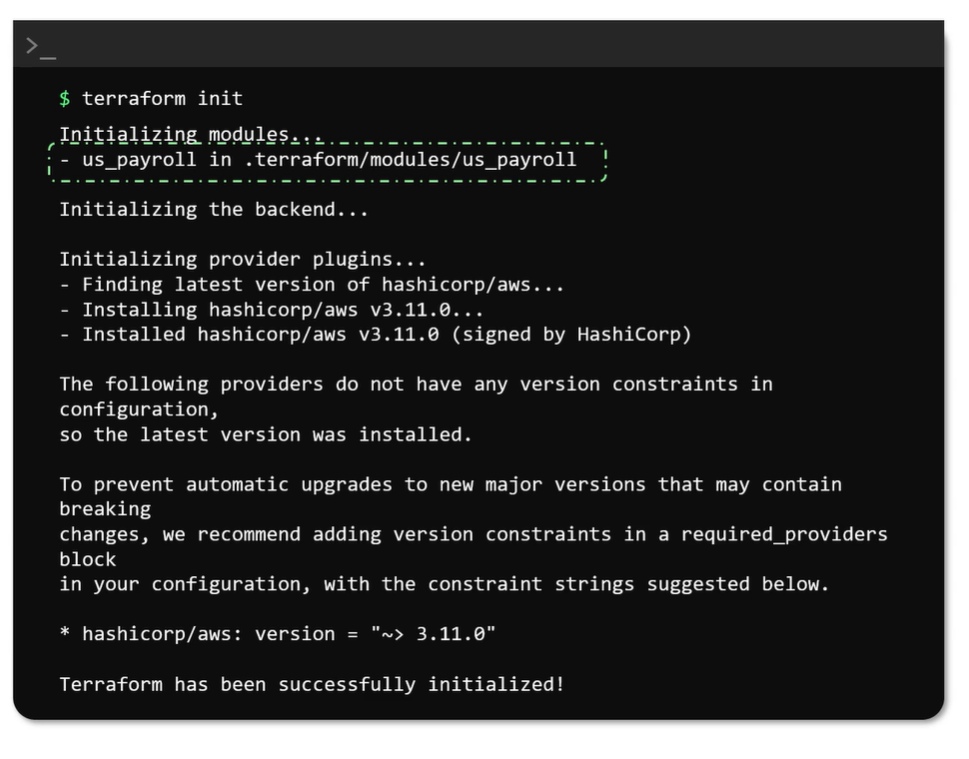 >_
$ terraform init
Initializing modules...
- us_payroll in .terraform/modules/us_payroll
Initializing the backend...
Initializing provider plugins...
- Finding latest version of hashicorp/aws...
- Installing hashicorp/aws v3.11.0...
- Installed hashicorp/aws v3.11.0 (signed by HashiCorp)
The following providers do not have any version constraints in
configuration,
so the latest version was installed.
To prevent automatic upgrades to new major versions that may contain
breaking
changes, we recommend adding version constraints in a required_providers
block
in your configuration, with the constraint strings suggested below.
* hashicorp/aws: version = "~> 3.11.0"
Terraform has been successfully initialized!